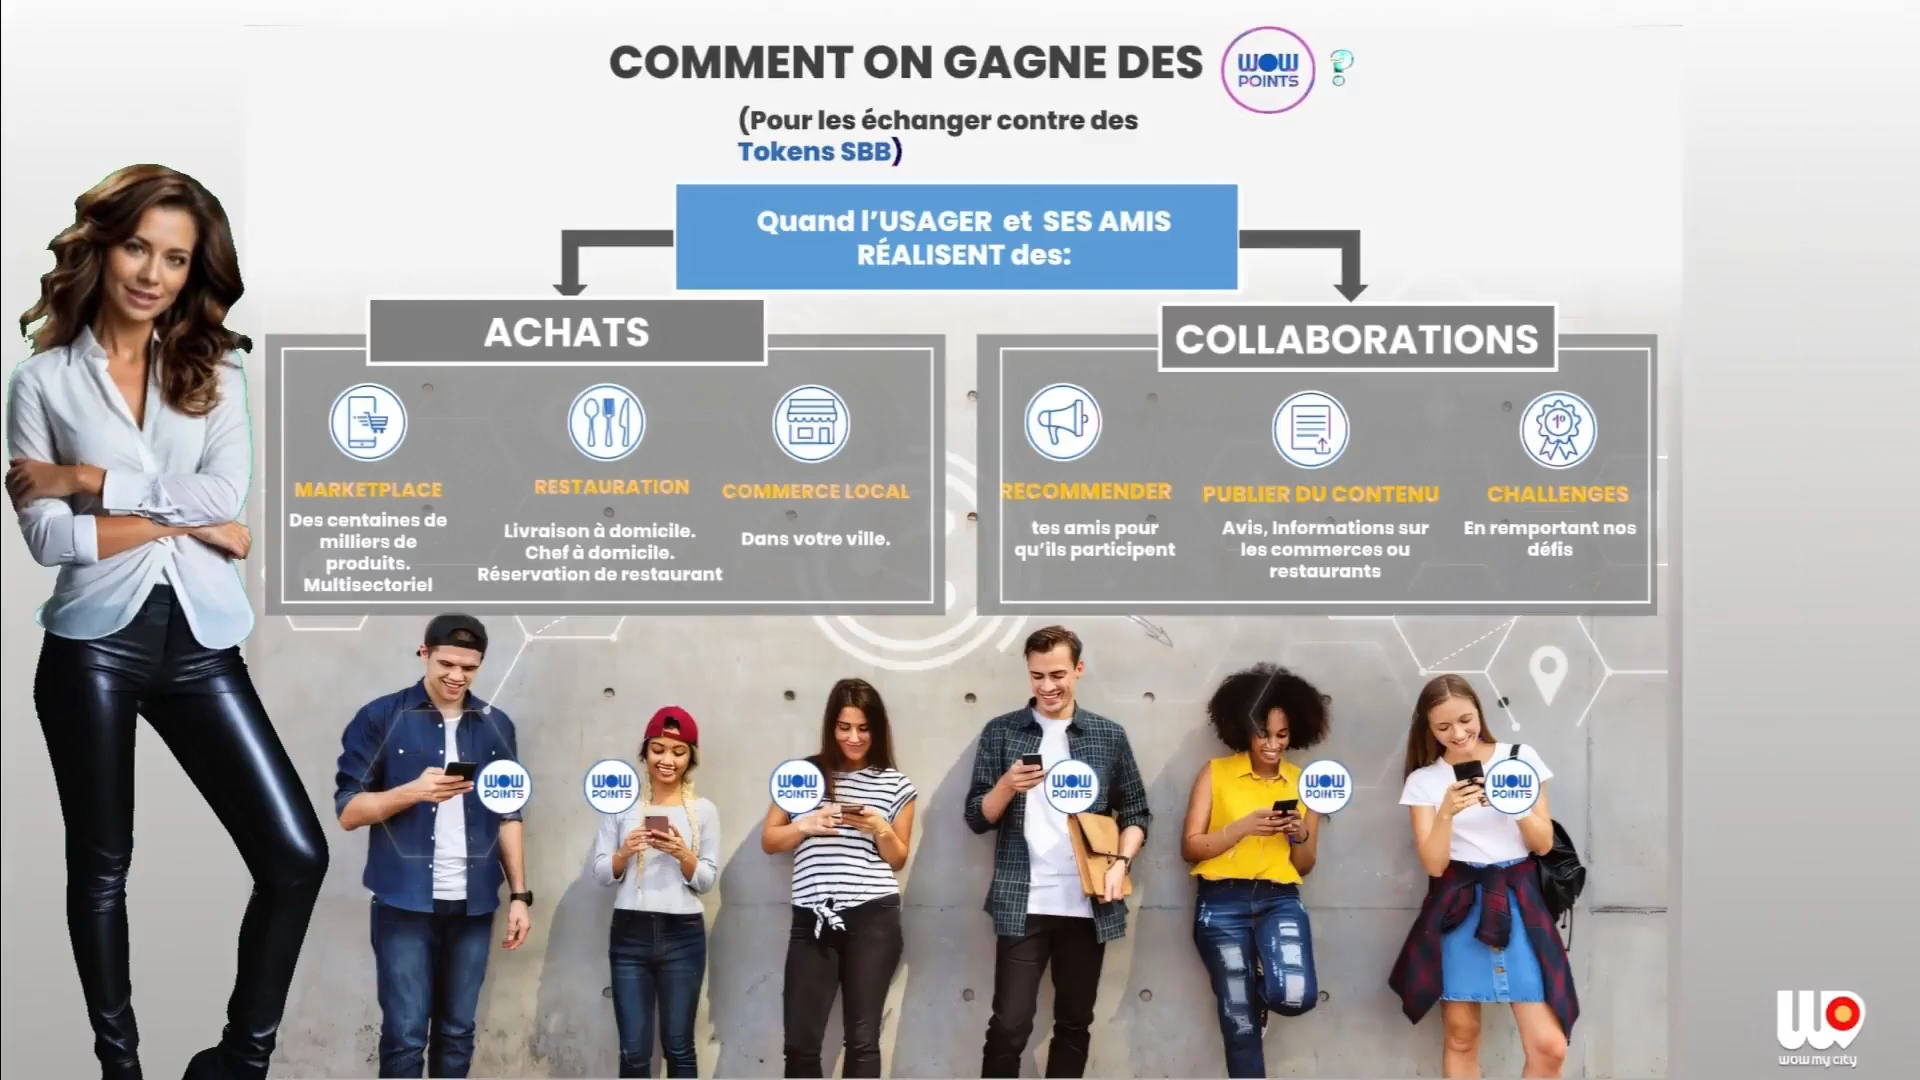 COMMENT ON GAGNE DES
WOW
POINTS
?
(Pour les échanger contre des
Tokens SBB)
Quand l'USAGER et SES AMIS
RÉALISENT des:
ACHATS
MARKETPLACE
Des centaines de
milliers de
produits.
Multisectoriel
RESTAURATION
Livraison à domicile.
Chef à domicile.
Réservation de restaurant
COMMERCE LOCAL
Dans votre ville.
COLLABORATIONS
RECOMMENDER
tes amis pour
qu'ils participent
PUBLIER DU CONTENU
Avis, Informations sur
les commerces ou
restaurants
1º
CHALLENGES
En remportant nos
défis
WOW
POINTS
WOW
POINTS
WOW
POINTS
WOW
POINTS
WOW
POINTS
WOW
POINTS
WO
wow my city